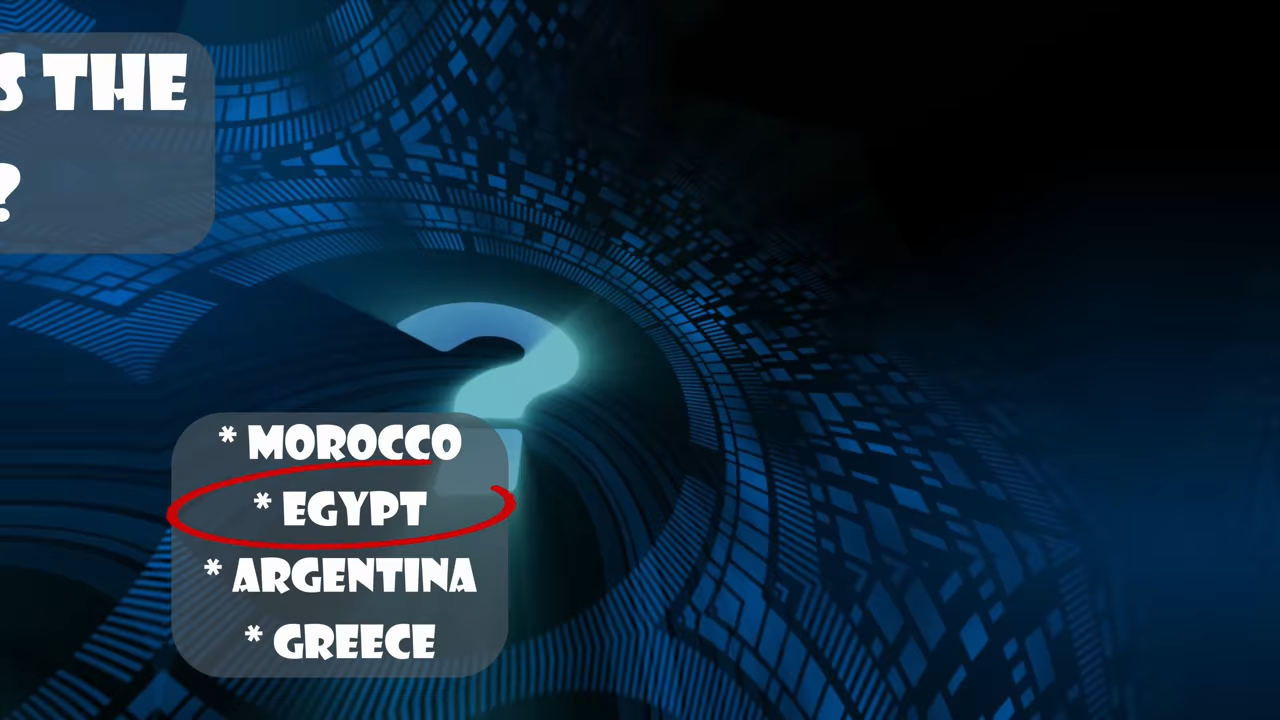 S THE
?
* MOROCCO
* EGYPT
* ARGENTINA
* GREECE